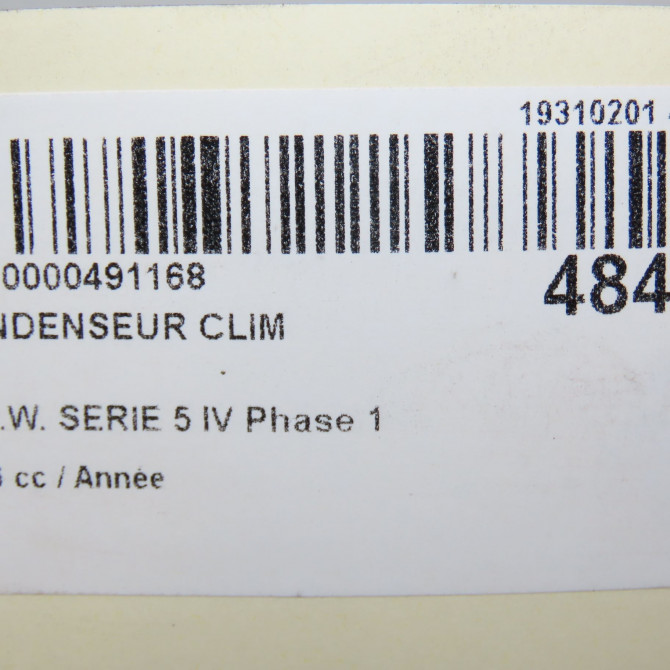 19310201
0000491168
484
NDENSEUR CLIM
.W. SERIE 5 IV Phase 1
cc / Année